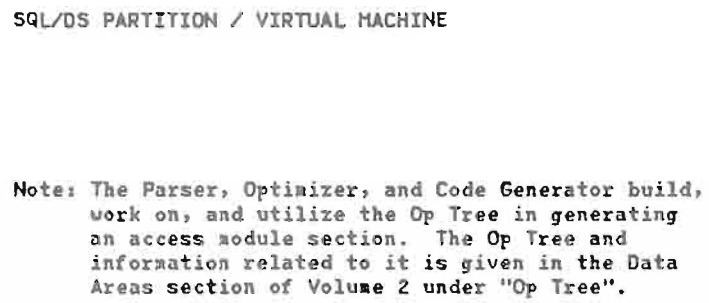 SQL/DS PARTITION / VIRTUAL MACHINE
Note: The Parser, Optimizer, and Code Generator build,
work on, and utilize the Op Tree in generating
an access module section. The Op Tree and
information related to it is given in the Data
Areas section of Volume 2 under "Op Tree".